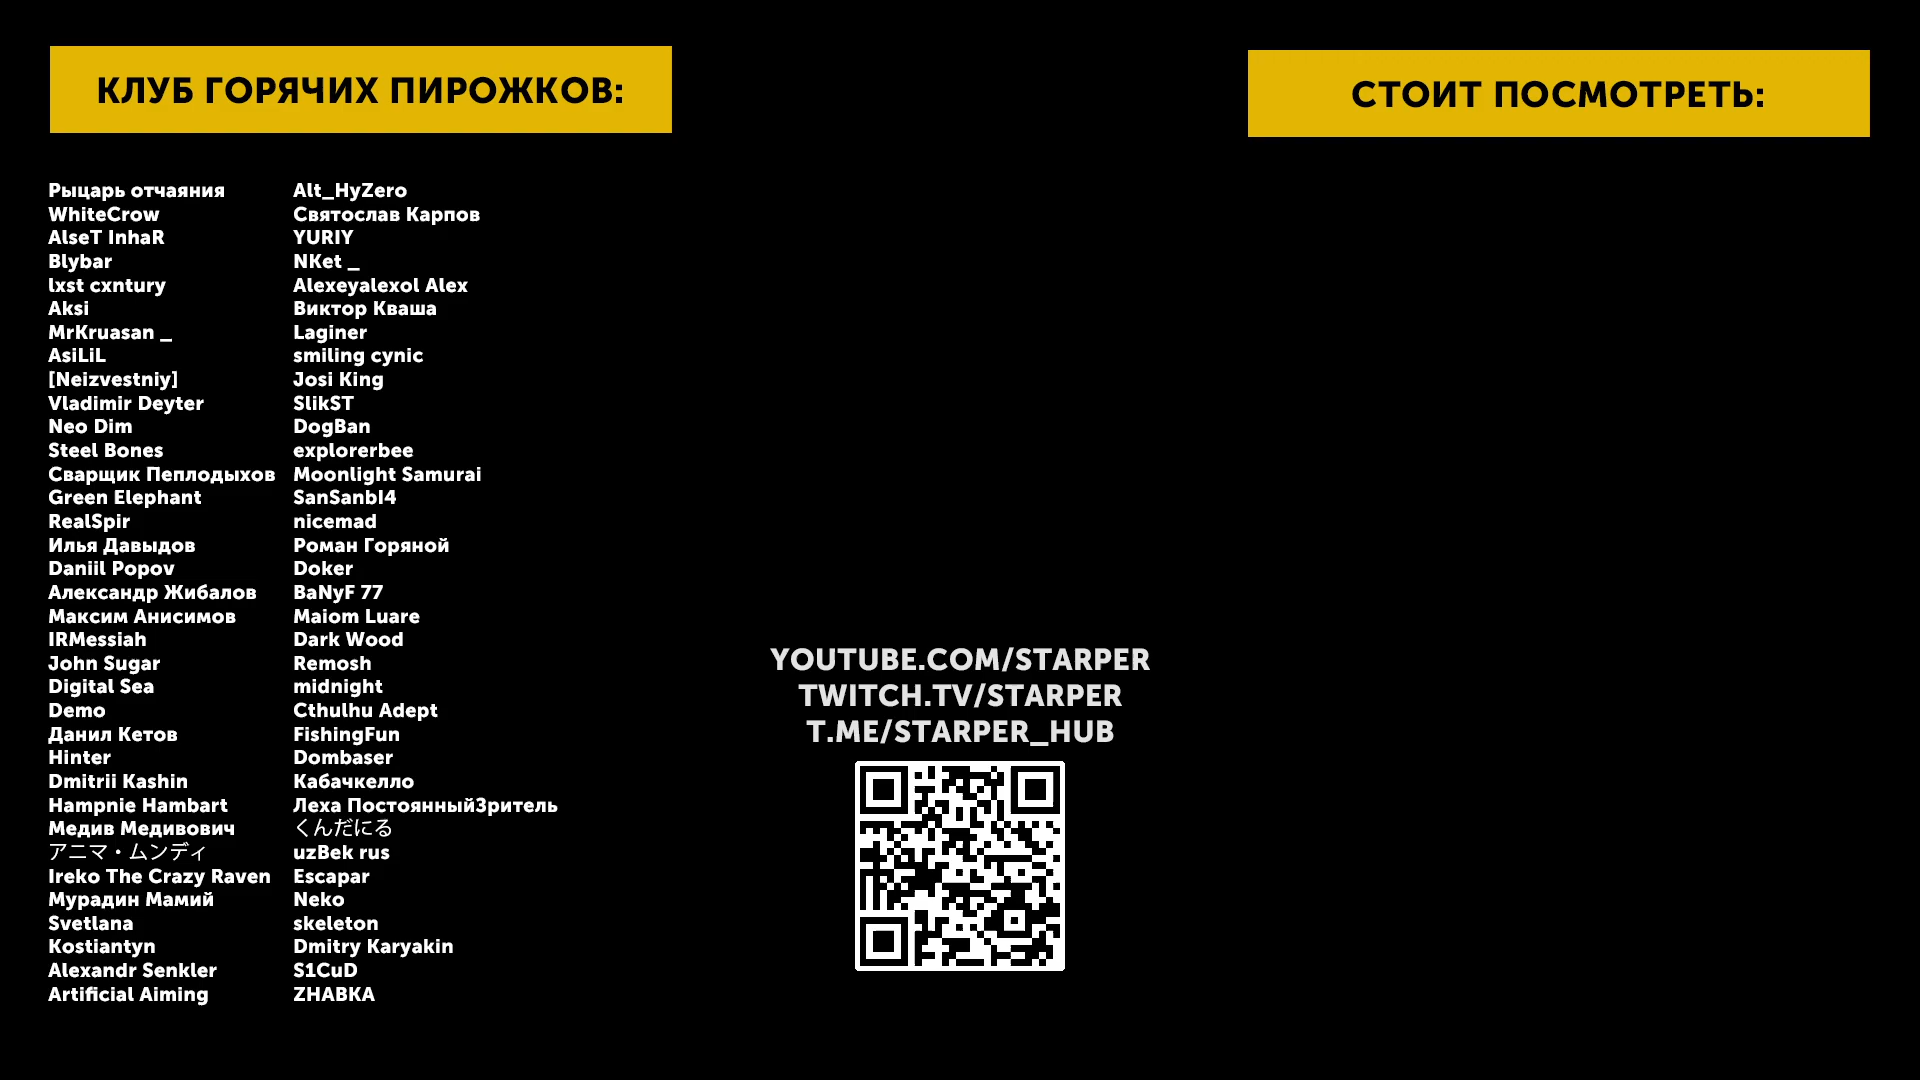 КЛУБ ГОРЯЧИХ ПИРОЖКОВ:
Рыцарь отчаяния
WhiteCrow
AlseT InhaR
Blybar
lxst cxntury
Aksi
MrKruasan _
AsiLiL
[Neizvestniy]
Vladimir Deyter
Neo Dim
Steel Bones
Сварщик Пеплодыхов
Green Elephant
RealSpir
Илья Давыдов
Daniil Popov
Александр Жибалов
Максим Анисимов
IRMessiah
John Sugar
Digital Sea
Demo
Данил Кетов
Hinter
Dmitrii Kashin
Hampnie Hambart
Медив Медивович
アニマ・ムンディ
Ireko The Crazy Raven
Мурадин Мамий
Svetlana
Kostiantyn
Alexandr Senkler
Artificial Aiming
Alt_HyZero
Святослав Карпов
YURIY
NKet _
Alexeyalexol Alex
Виктор Кваша
Laginer
smiling cynic
Josi King
SlikST
DogBan
explorerbee
Moonlight Samurai
SanSanbI4
nicemad
Роман Горяной
Doker
BaNyF 77
Maiom Luare
Dark Wood
Remosh
midnight
Cthulhu Adept
FishingFun
Dombaser
Кабачкелло
Леха ПостоянныйЗритель
くんだにる
uzBek rus
Escapar
Neko
skeleton
Dmitry Karyakin
S1CuD
ZHABKA
YOUTUBE.COM/STARPER
TWITCH.TV/STARPER
T.ME/STARPER_HUB
СТОИТ ПОСМОТРЕТЬ: